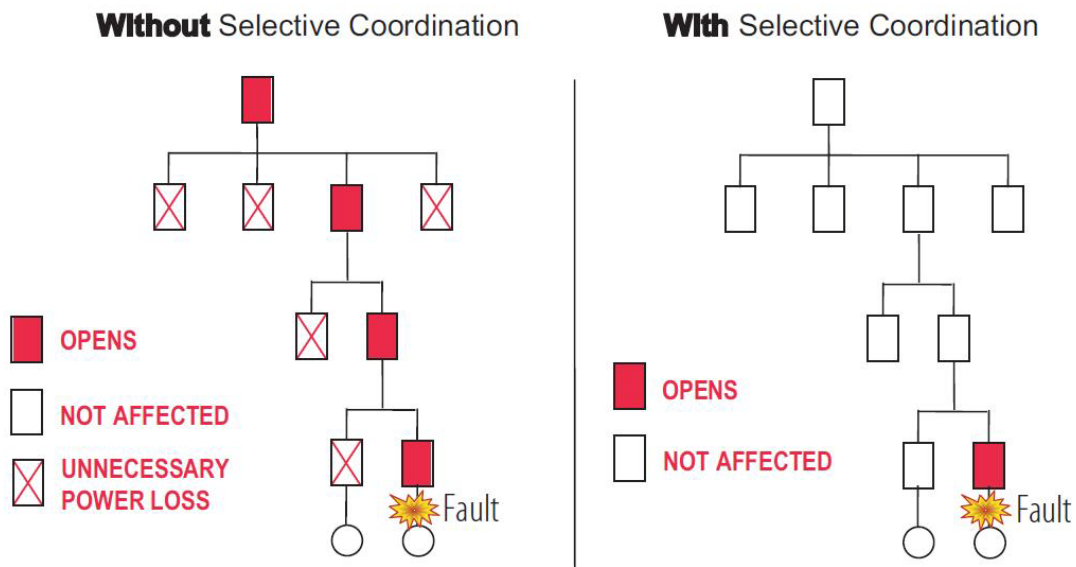 WIthout Selective Coordination
OPENS
NOT AFFECTED
UNNECESSARY
POWER LOSS
Fault
WIth Selective Coordination
OPENS
NOT AFFECTED
Fault